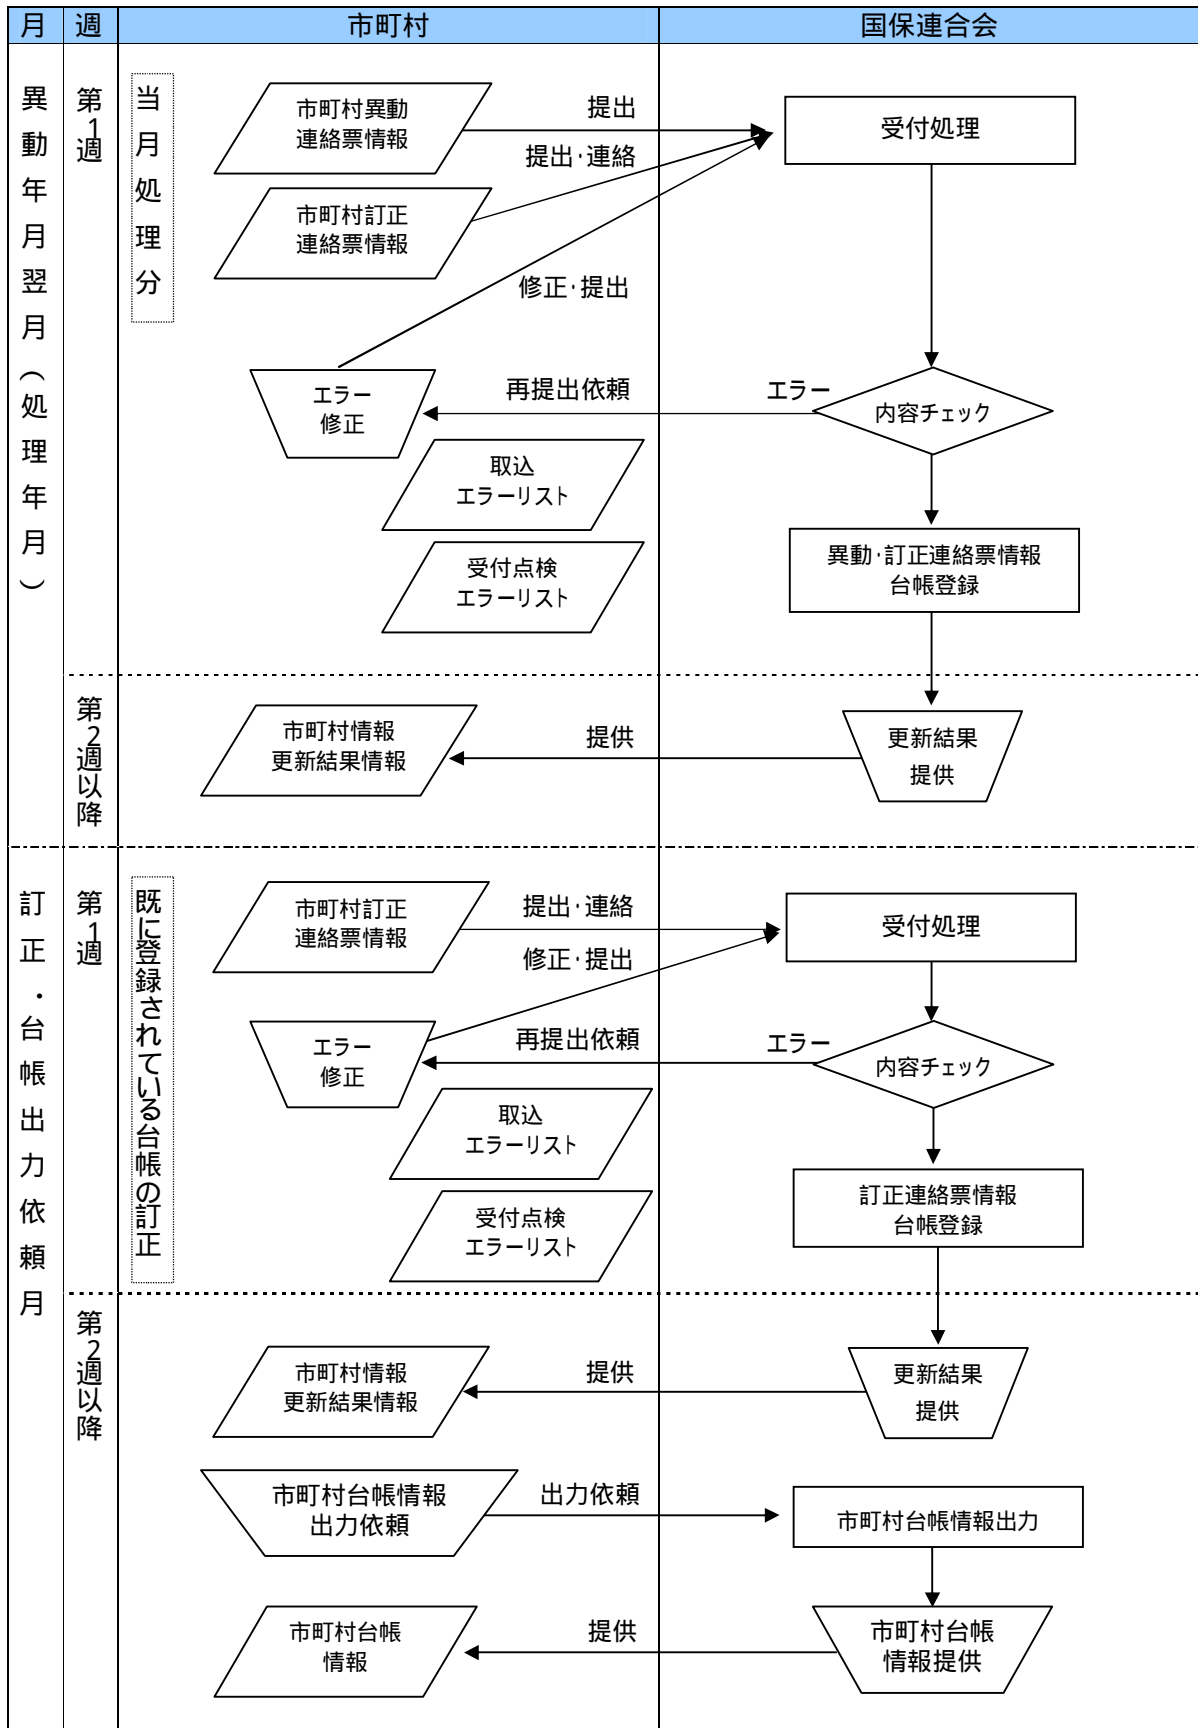 月 週 市町村 国保連合会
異動年月翌月（処理年月）
第1週
当月処理分
市町村異動
連絡票情報
提出
受付処理
提出・連絡
市町村訂正
連絡票情報
修正・提出
エラー
修正
再提出依頼
エラー
内容チェック
取込
エラーリスト
受付点検
エラーリスト
異動・訂正連絡票情報
台帳登録
第2週以降
市町村情報
更新結果情報
提供
更新結果
提供
訂正・台帳出力依頼月
第1週
既に登録されている台帳の訂正
市町村訂正
連絡票情報
提出・連絡
受付処理
修正・提出
エラー
修正
再提出依頼
エラー
内容チェック
取込
エラーリスト
受付点検
エラーリスト
訂正連絡票情報
台帳登録
第2週以降
市町村情報
更新結果情報
提供
更新結果
提供
市町村台帳情報
出力依頼
出力依頼
市町村台帳情報出力
市町村台帳
情報
提供
市町村台帳
情報提供